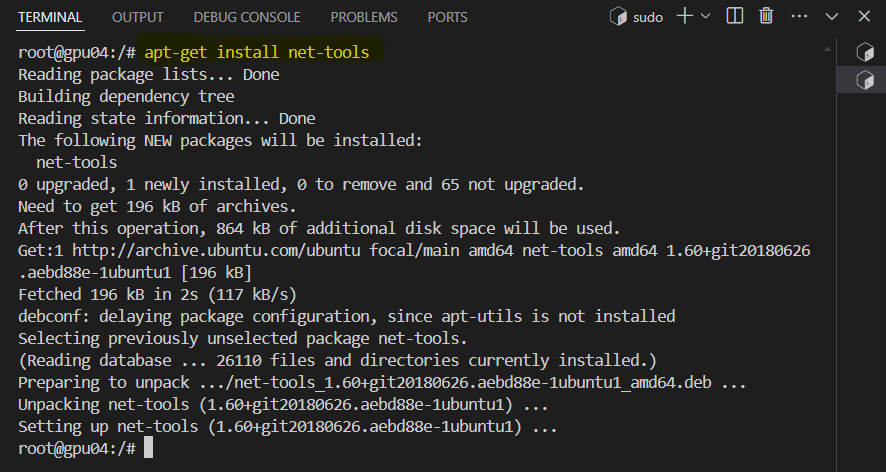 TERMINAL OUTPUT DEBUG CONSOLE PROBLEMS PORTS sudo
root@gpu04:/# apt-get install net-tools
Reading package lists... Done
Building dependency tree
Reading state information... Done
The following NEW packages will be installed:
  net-tools
0 upgraded, 1 newly installed, 0 to remove and 65 not upgraded.
Need to get 196 kB of archives.
After this operation, 864 kB of additional disk space will be used.
Get:1 http://archive.ubuntu.com/ubuntu focal/main amd64 net-tools amd64 1.60+git20180626
.aebd88e-1ubuntu1 [196 kB]
Fetched 196 kB in 2s (117 kB/s)
debconf: delaying package configuration, since apt-utils is not installed
Selecting previously unselected package net-tools.
(Reading database ... 26110 files and directories currently installed.)
Preparing to unpack .../net-tools_1.60+git20180626.aebd88e-1ubuntu1_amd64.deb ...
Unpacking net-tools (1.60+git20180626.aebd88e-1ubuntu1) ...
Setting up net-tools (1.60+git20180626.aebd88e-1ubuntu1) ...
root@gpu04:/#